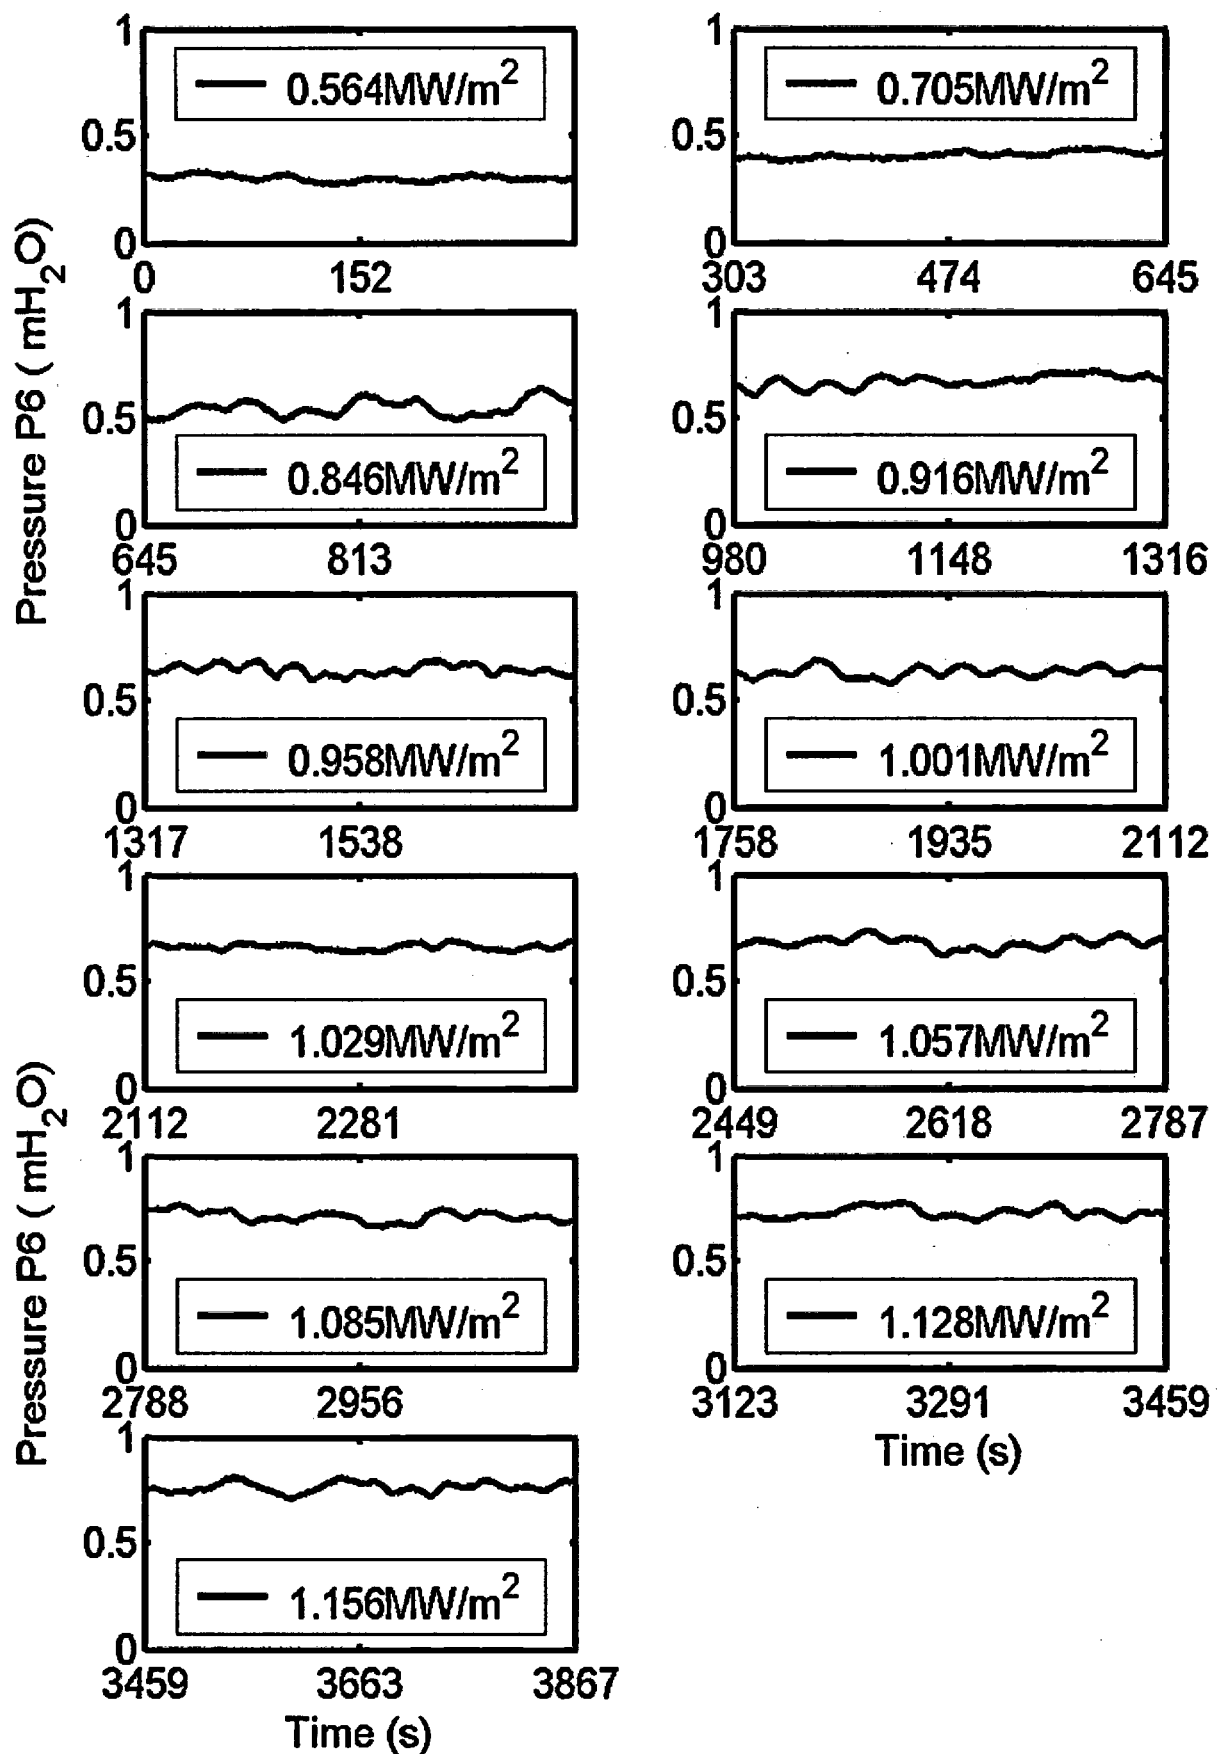 Pressure P6 ( mH2O)
1
0.5
0
0.564MW/m²
0 152
1
0.5
0
0.705MW/m²
303 474 645
1
0.5
0
0.846MW/m²
645 813
1
0.5
0
0.916MW/m²
980 1148 1316
1
0.5
0
0.958MW/m²
1317 1538
1
0.5
0
1.001MW/m²
1758 1935 2112
Pressure P6 ( mH2O)
1
0.5
0
1.029MW/m²
2112 2281
1
0.5
0
1.057MW/m²
2449 2618 2787
1
0.5
0
1.085MW/m²
2788 2956
1
0.5
0
1.128MW/m²
3123 3291 3459
Time (s)
1
0.5
0
1.156MW/m²
3459 3663 3867
Time (s)